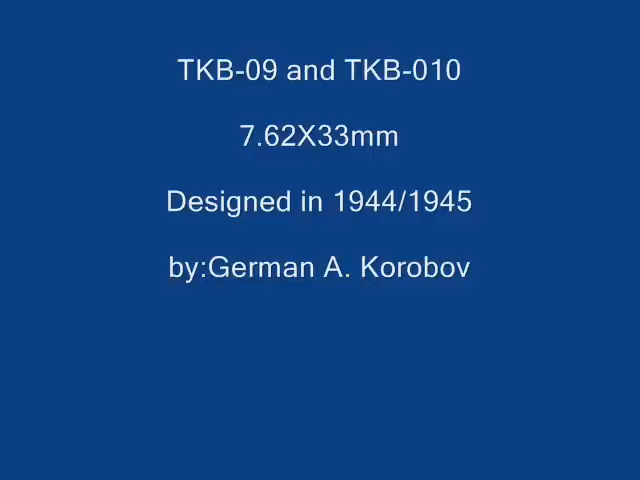 TKB-09 and TKB-010
7.62X33mm
Designed in 1944/1945
by:German A. Korobov